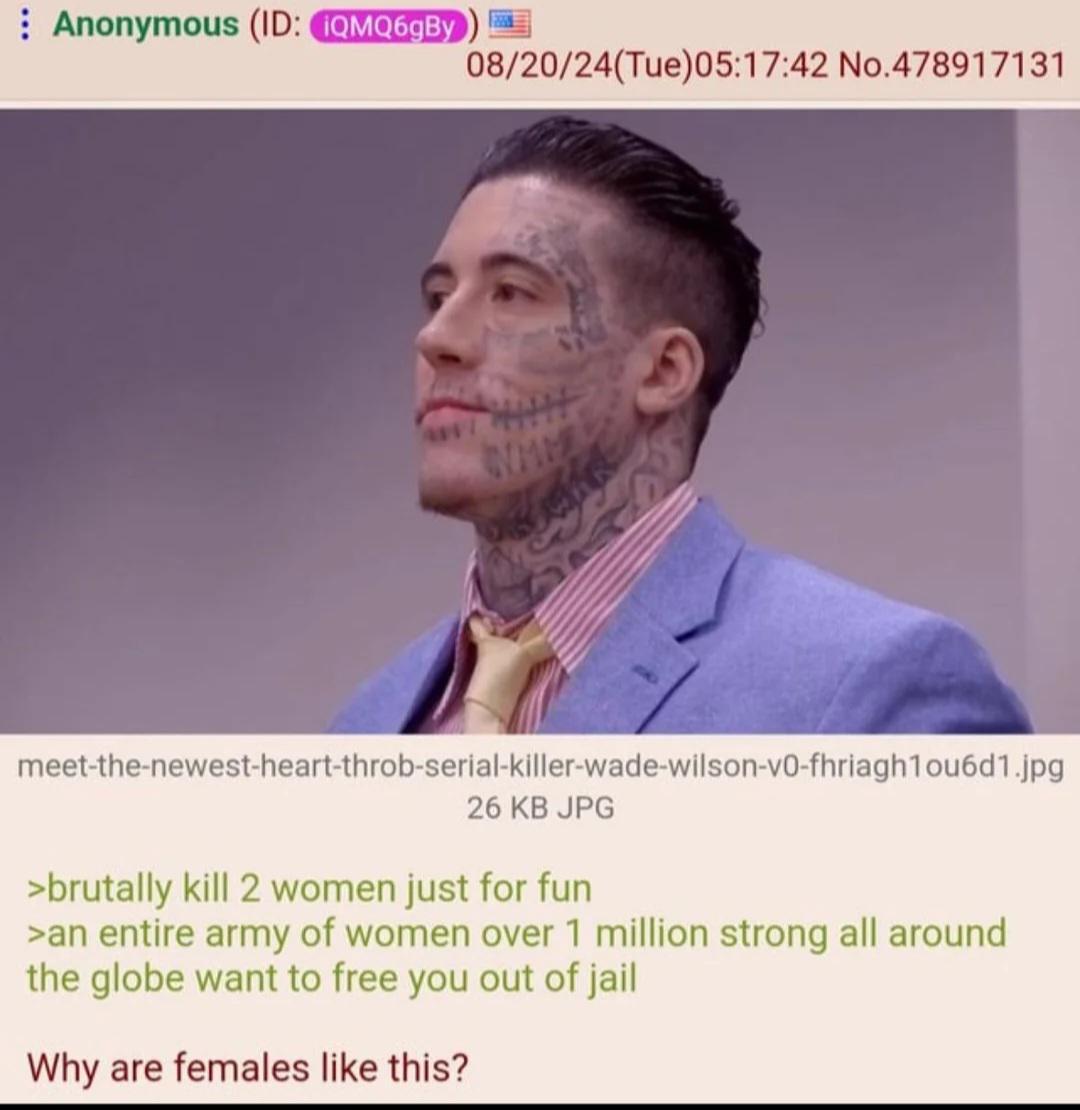 Anonymous (ID: iQMQ6gBy)
08/20/24(Tue)05:17:42 No.478917131
NMM
meet-the-newest-heart-throb-serial-killer-wade-wilson-v0-fhriagh1ou6d1.jpg
26 KB JPG
>brutally kill 2 women just for fun
>an entire army of women over 1 million strong all around
the globe want to free you out of jail
Why are females like this?